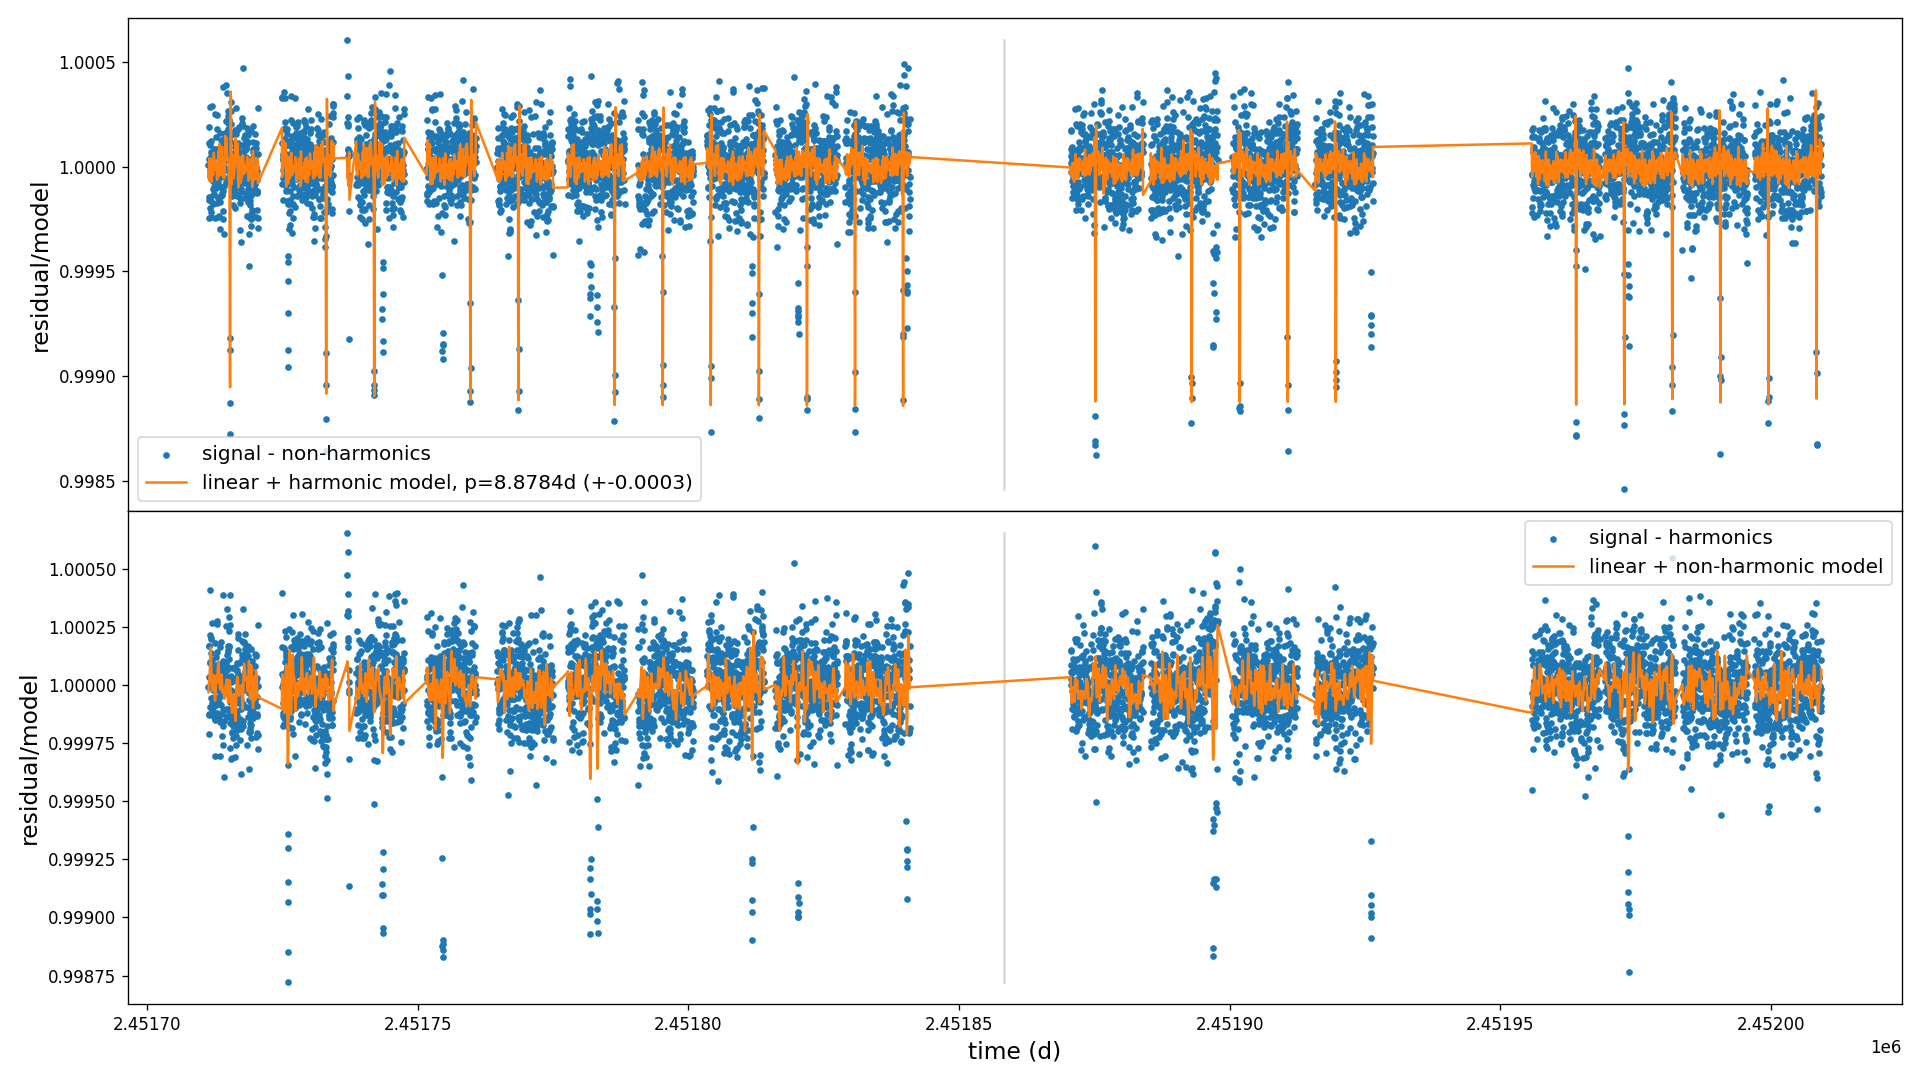 1.0005
1.0000
0.9995
0.9990
0.9985
residual/model
signal - non-harmonics
linear + harmonic model, p=8.8784d (+-0.0003)
signal - harmonics
linear + non-harmonic model
1.00050
1.00025
1.00000
0.99975
0.99950
0.99925
0.99900
0.99875
residual/model
2.45170 2.45175 2.45180 2.45185 2.45190 2.45195 2.45200
time (d)
1e6